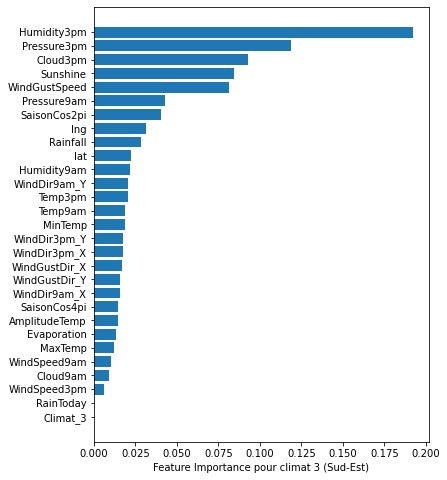 Humidity3pm
Pressure3pm
Cloud3pm
Sunshine
WindGustSpeed
Pressure9am
SaisonCos2pi
lng
Rainfall
lat
Humidity9am
WindDir9am_Y
Temp3pm
Temp9am
MinTemp
WindDir3pm_Y
WindDir3pm_X
WindGustDir_X
WindGustDir_Y
WindDir9am_X
SaisonCos4pi
AmplitudeTemp
Evaporation
MaxTemp
WindSpeed9am
Cloud9am
WindSpeed3pm
RainToday
Climat_3
0.000 0.025 0.050 0.075 0.100 0.125 0.150 0.175 0.200
Feature Importance pour climat 3 (Sud-Est)